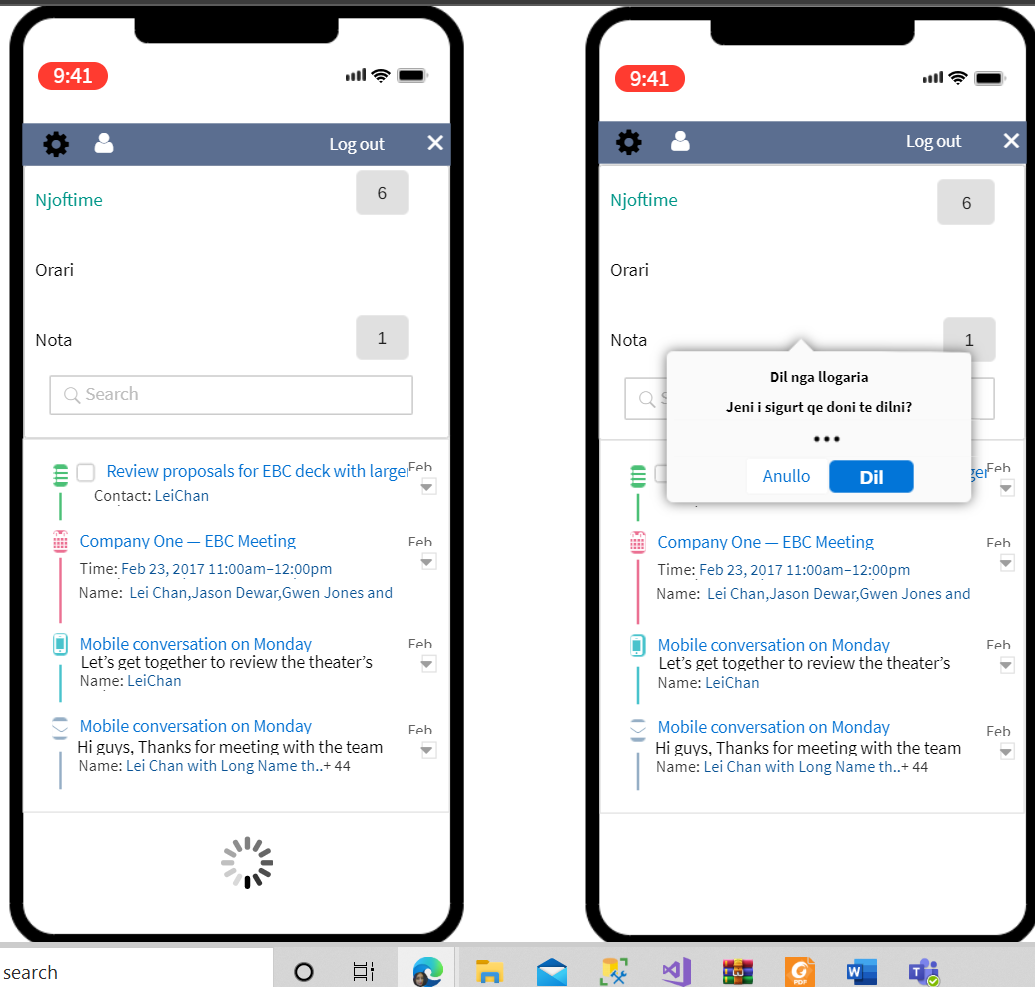 9:41
Log out
Njoftime
6
Orari
Nota
1
Search
Review proposals for EBC deck with larger
Feb
Contact: LeiChan
Company One — EBC Meeting
Feb
Time: Feb 23, 2017 11:00am–12:00pm
Name: Lei Chan,Jason Dewar,Gwen Jones and
Mobile conversation on Monday
Feb
Let's get together to review the theater's
Name: LeiChan
Mobile conversation on Monday
Feb
Hi guys, Thanks for meeting with the team
Name: Lei Chan with Long Name th..+ 44
9:41
Log out
Njoftime
6
Orari
Nota
1
S
Dil nga llogaria
Jeni i sigurt qe doni te dilni?
•••
Anullo
Dil
ger
Feb
Company One — EBC Meeting
Feb
Time: Feb 23, 2017 11:00am–12:00pm
Name: Lei Chan,Jason Dewar,Gwen Jones and
Mobile conversation on Monday
Feb
Let's get together to review the theater's
Name: LeiChan
Mobile conversation on Monday
Feb
Hi guys, Thanks for meeting with the team
Name: Lei Chan with Long Name th..+ 44
search